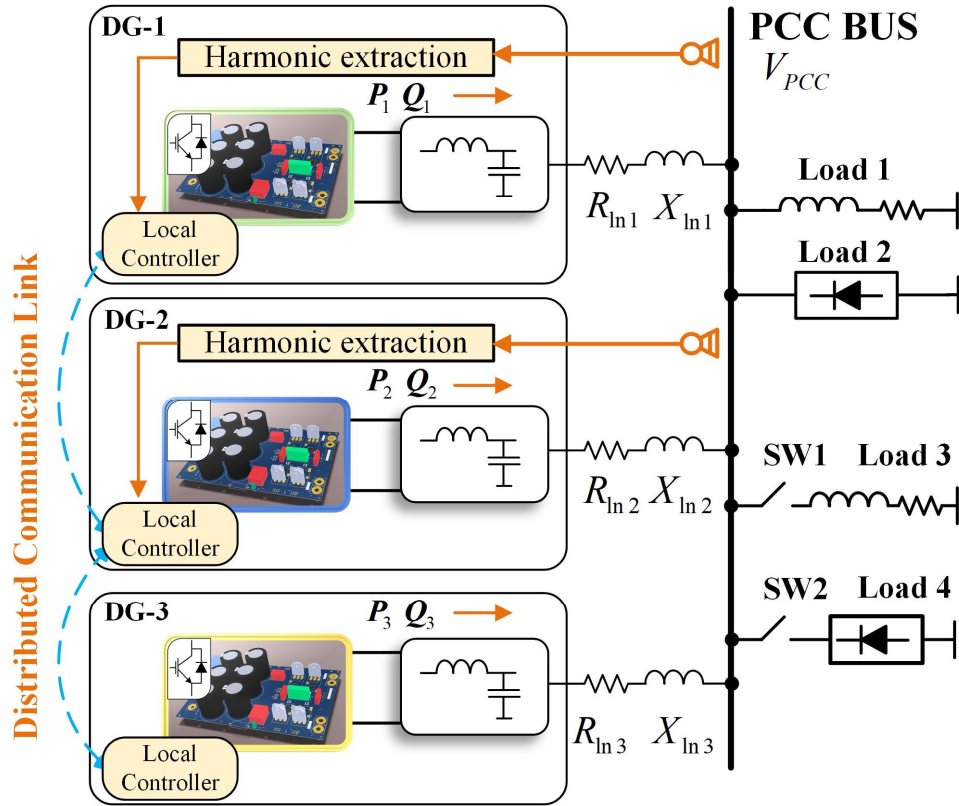 DG-1
Harmonic extraction
P1 Q1
Local
Controller
Rln1 Xln1
PCC BUS
VPCC
Load 1
Load 2
Distributed Communication Link
DG-2
Harmonic extraction
P2 Q2
Local
Controller
Rln2 Xln2
SW1 Load 3
SW2 Load 4
DG-3
P3 Q3
Local
Controller
Rln3 Xln3